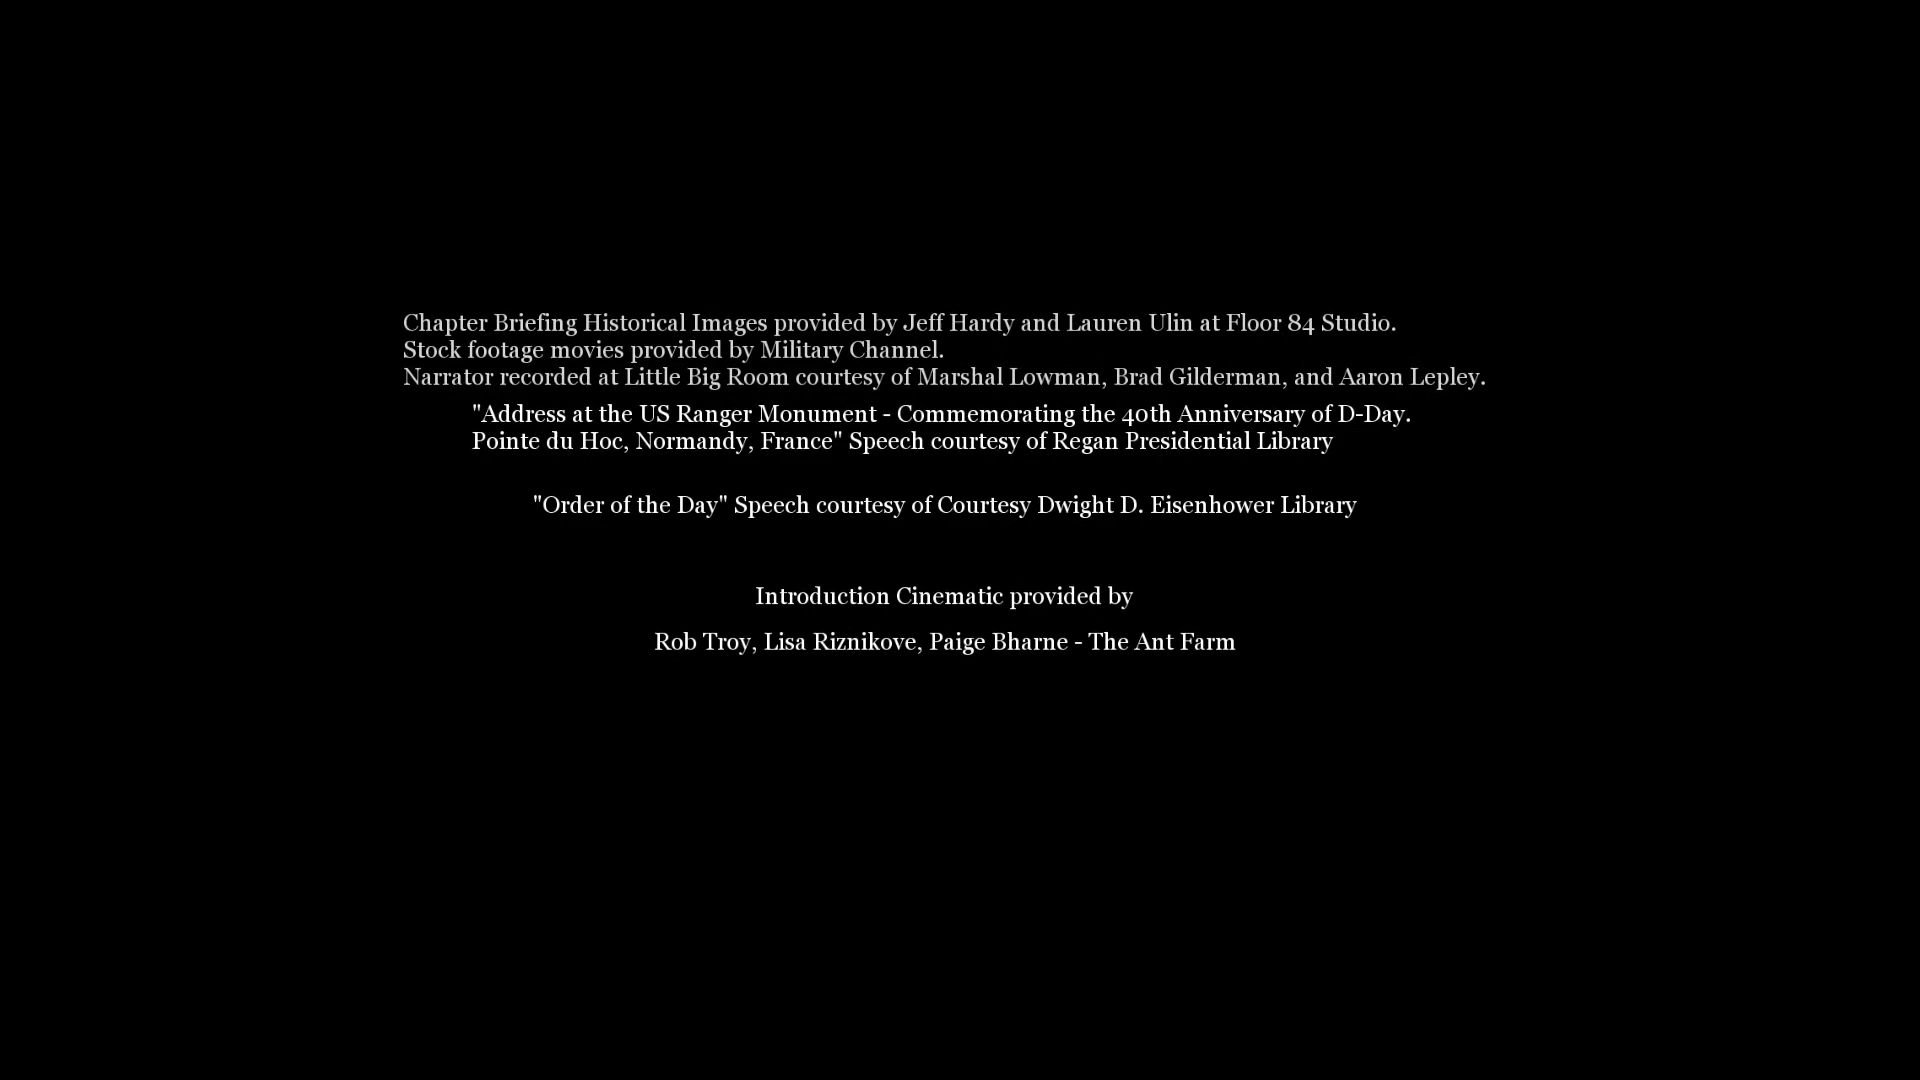 Chapter Briefing Historical Images provided by Jeff Hardy and Lauren Ulin at Floor 84 Studio.
Stock footage movies provided by Military Channel.
Narrator recorded at Little Big Room courtesy of Marshal Lowman, Brad Gilderman, and Aaron Lepley.
"Address at the US Ranger Monument - Commemorating the 40th Anniversary of D-Day.
Pointe du Hoc, Normandy, France" Speech courtesy of Regan Presidential Library
"Order of the Day" Speech courtesy of Courtesy Dwight D. Eisenhower Library
Introduction Cinematic provided by
Rob Troy, Lisa Riznikove, Paige Bharne - The Ant Farm